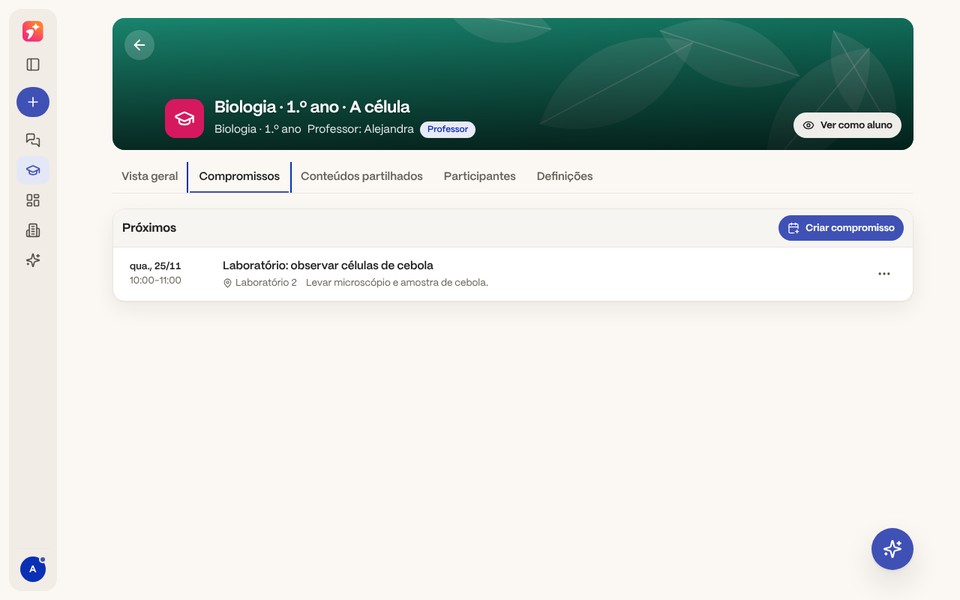 Biologia · 1.º ano · A célula
Biologia · 1.º ano Professor: Alejandra Professor
Ver como aluno
Vista geral Compromissos Conteúdos partilhados Participantes Definições
Próximos
Criar compromisso
qua., 25/11
10:00–11:00
Laboratório: observar células de cebola
Laboratório 2 Levar microscópio e amostra de cebola.
A